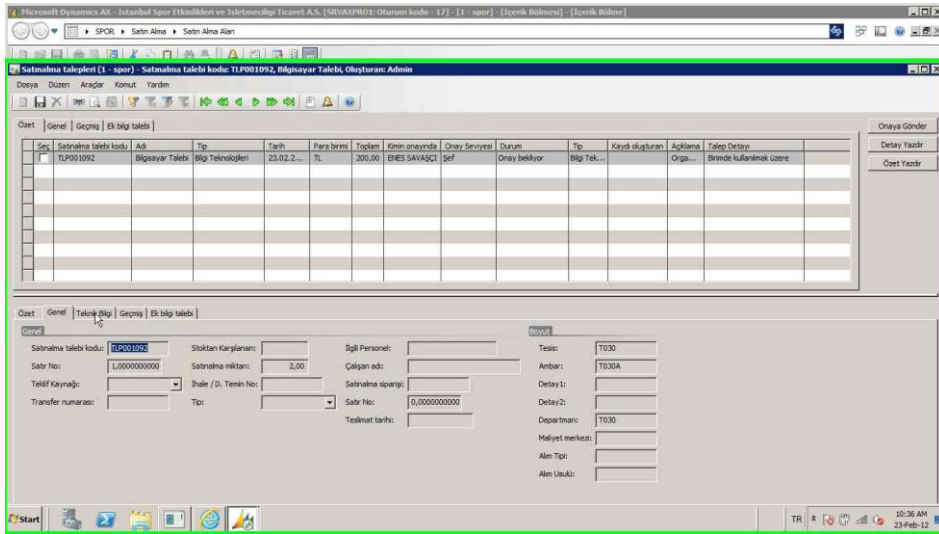 Microsoft Dynamics AX - İstanbul Spor Etkinlikleri ve İsletmeciligi Ticaret A.S. [SRVAXPRO1: Oturum kodu - 17] - [1 - spor] - [İçerik Bölmesi] - [İçerik Bölme]
SPOR Satın Alma Satın Alma Alan
Satınalma talepleri (1 - spor) - Satınalma talebi kodu: TLP001092, Bilgisayar Talebi, Oluşturan: Admin
Dosya Düzen Araçlar Komut Yardım
Özet Genel Geçmiş Ek bilgi talebi
Onaya Gönder
Detay Yazdır
Özet Yazdır
Seç Satınalma talebi kodu Adı Tip Tarih Para birimi Toplam Kimin onayında Onay Seviyesi Durum Tip Kaydı oluşturan Açıklama Talep Detayı
TLP001092 Bilgisayar Talebi Bilgi Teknolojileri 23.02.2... TL 200,00 ENES SAVAŞÇI Şef Onay bekliyor Bilgi Tek... Orga... Birimde kullanılmak üzere
Özet Genel Teknik Bilgi Geçmiş Ek bilgi talebi
Genel
Boyut
Satınalma talebi kodu: TLP001092 Stoktan Karşılanan: İlgili Personel: Tesis: T030
Satır No: 1,0000000000 Satınalma miktarı: 2,00 Çalışan adı: Ambar: T030A
Teklif Kaynağı: İhale / D. Temin No: Satınalma siparişi: Detay1:
Transfer numarası: Tip: Satır No: 0,0000000000 Detay2:
Teslimat tarihi: Departman: T030
Maliyet merkezi:
Alım Tipi:
Alım Usulü:
Start
TR
10:36 AM
23-Feb-12